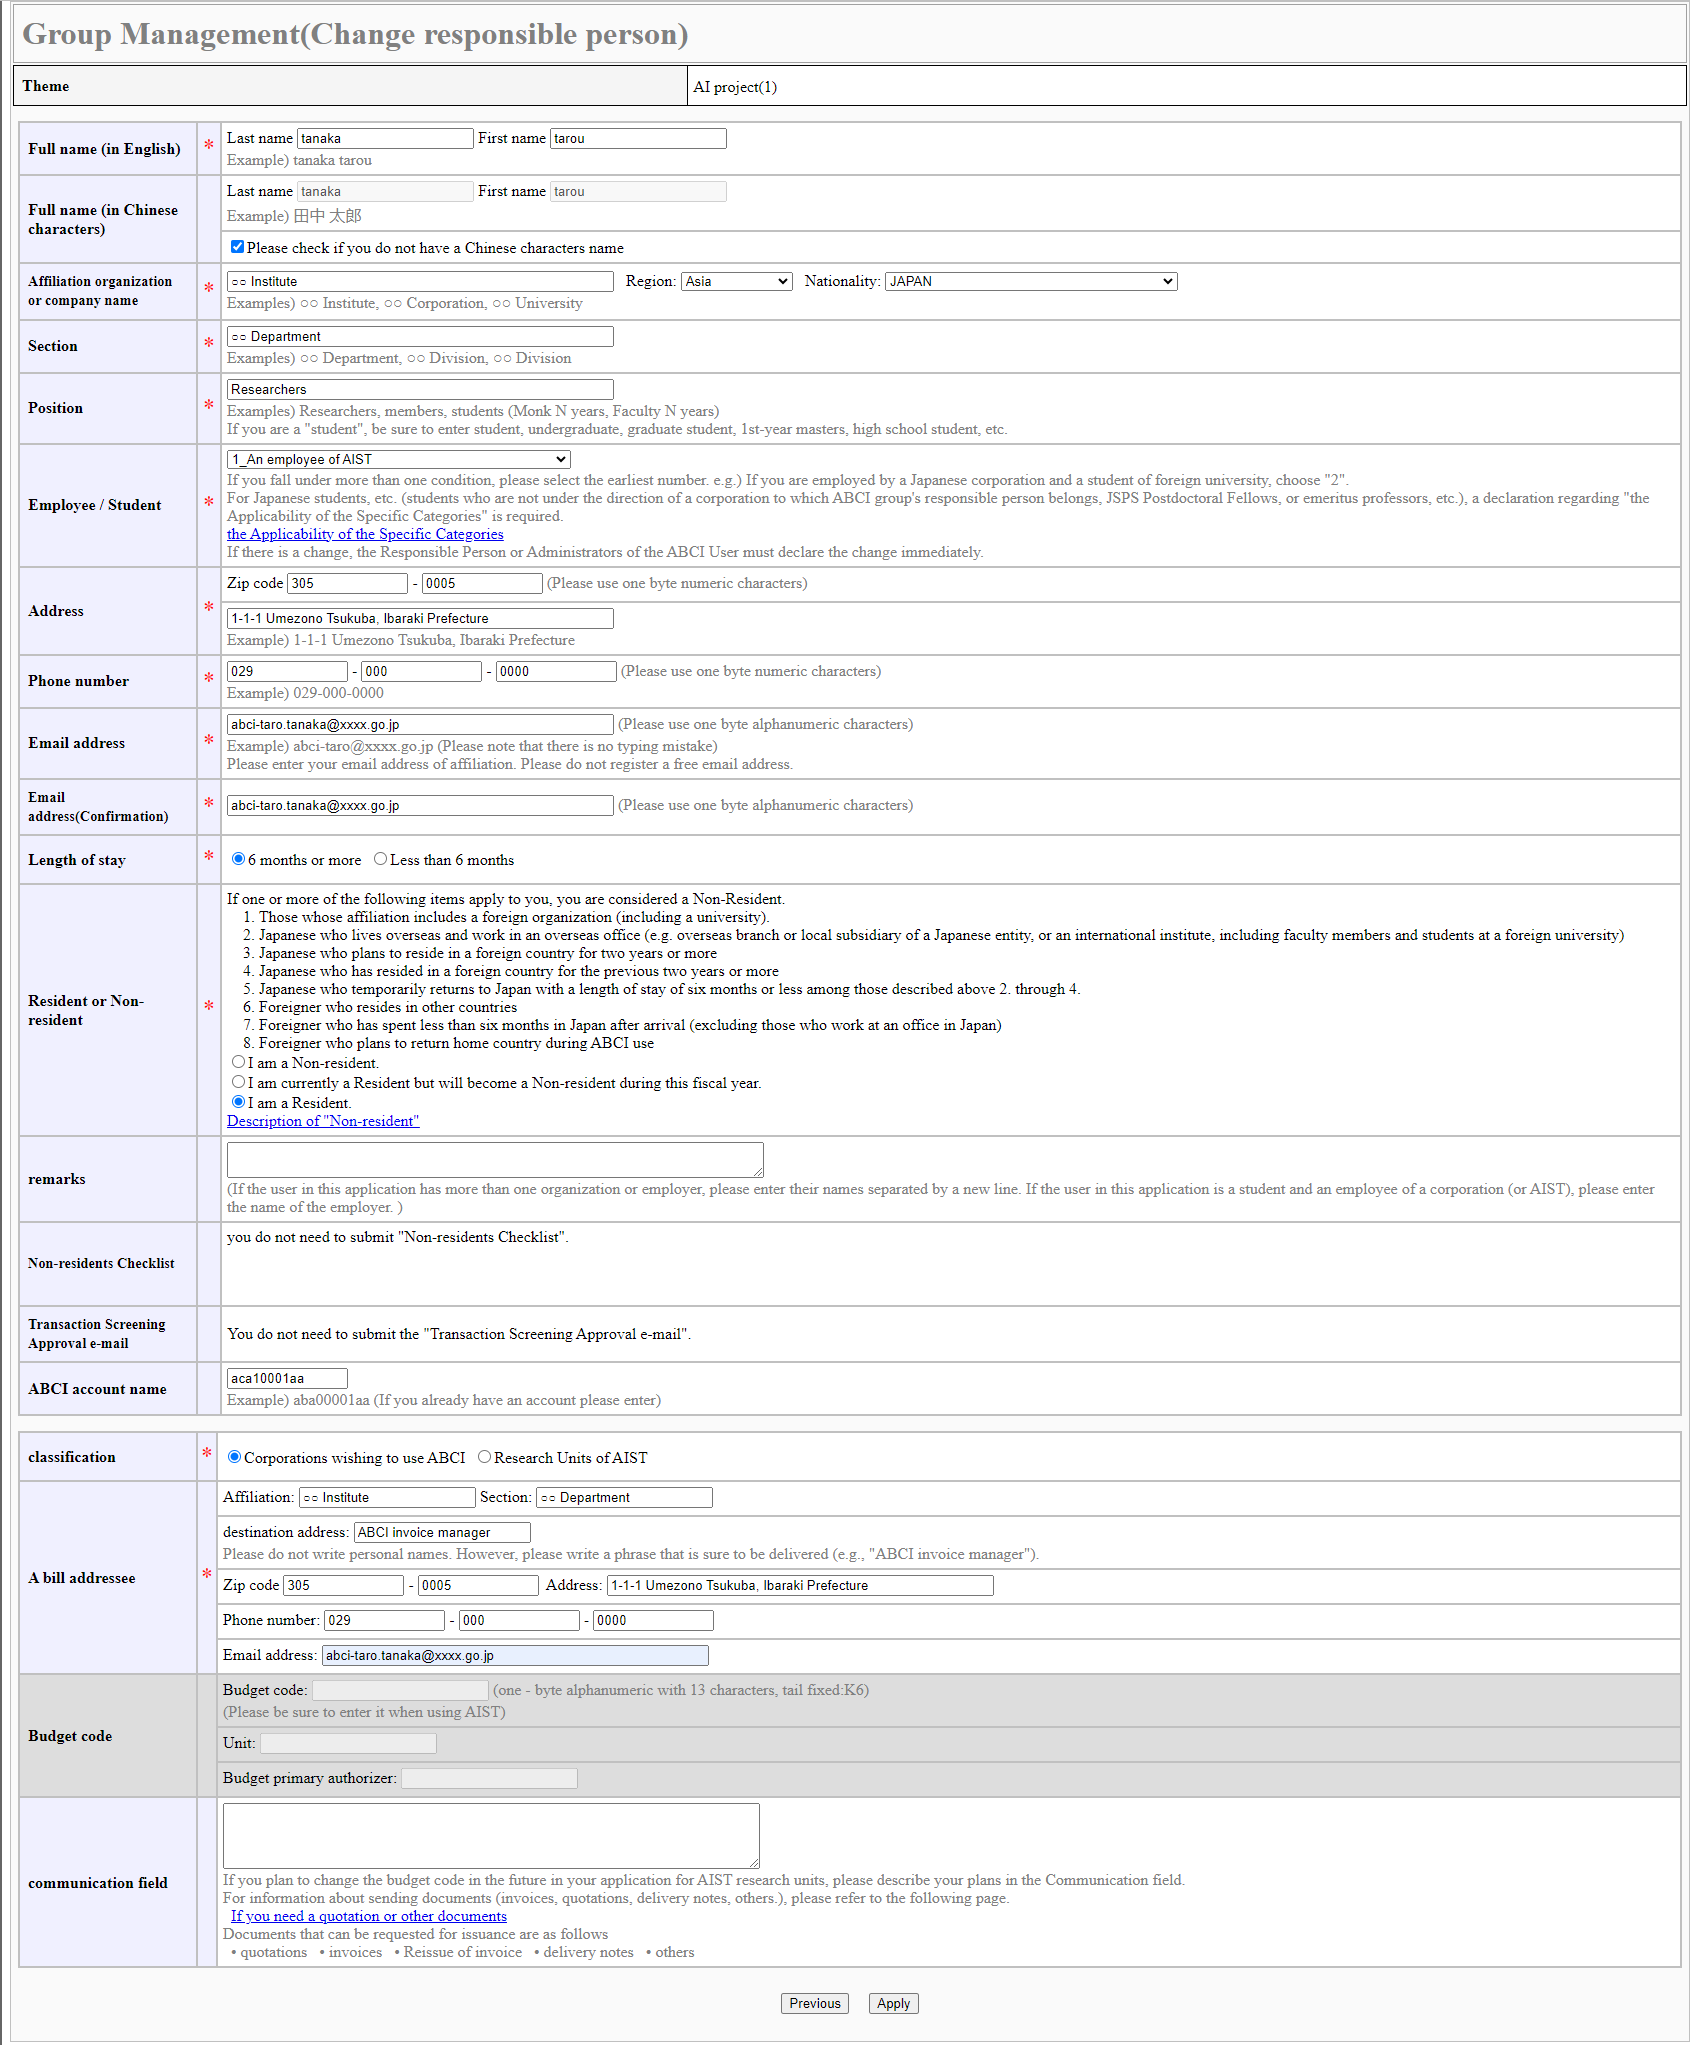 Group Management(Change responsible person)
Theme AI project(1)
Full name (in English) * Last name tanaka First name tarou
Example) tanaka tarou
Full name (in Chinese characters) Last name tanaka First name tarou
Example) 田中 太郎
Please check if you do not have a Chinese characters name
Affiliation organization or company name * ○○ Institute Region: Asia Nationality: JAPAN
Examples) ○○ Institute, ○○ Corporation, ○○ University
Section * ○○ Department
Examples) ○○ Department, ○○ Division, ○○ Division
Position * Researchers
Examples) Researchers, members, students (Monk N years, Faculty N years)
If you are a "student", be sure to enter student, undergraduate, graduate student, 1st-year masters, high school student, etc.
Employee / Student * 1_An employee of AIST
If you fall under more than one condition, please select the earliest number. e.g.) If you are employed by a Japanese corporation and a student of foreign university, choose "2".
For Japanese students, etc. (students who are not under the direction of a corporation to which ABCI group's responsible person belongs, JSPS Postdoctoral Fellows, or emeritus professors, etc.), a declaration regarding "the
Applicability of the Specific Categories" is required.
the Applicability of the Specific Categories
If there is a change, the Responsible Person or Administrators of the ABCI User must declare the change immediately.
Address * Zip code 305 - 0005 (Please use one byte numeric characters)
1-1-1 Umezono Tsukuba, Ibaraki Prefecture
Example) 1-1-1 Umezono Tsukuba, Ibaraki Prefecture
Phone number * 029 - 000 - 0000 (Please use one byte numeric characters)
Example) 029-000-0000
Email address * abci-taro.tanaka@xxxx.go.jp (Please use one byte alphanumeric characters)
Example) abci-taro@xxxx.go.jp (Please note that there is no typing mistake)
Please enter your email address of affiliation. Please do not register a free email address.
Email address(Confirmation) * abci-taro.tanaka@xxxx.go.jp (Please use one byte alphanumeric characters)
Length of stay * 6 months or more Less than 6 months
Resident or Non-resident *
If one or more of the following items apply to you, you are considered a Non-Resident.
1. Those whose affiliation includes a foreign organization (including a university).
2. Japanese who lives overseas and work in an overseas office (e.g. overseas branch or local subsidiary of a Japanese entity, or an international institute, including faculty members and students at a foreign university)
3. Japanese who plans to reside in a foreign country for two years or more
4. Japanese who has resided in a foreign country for the previous two years or more
5. Japanese who temporarily returns to Japan with a length of stay of six months or less among those described above 2. through 4.
6. Foreigner who resides in other countries
7. Foreigner who has spent less than six months in Japan after arrival (excluding those who work at an office in Japan)
8. Foreigner who plans to return home country during ABCI use
I am a Non-resident.
I am currently a Resident but will become a Non-resident during this fiscal year.
I am a Resident.
Description of "Non-resident"
remarks
(If the user in this application has more than one organization or employer, please enter their names separated by a new line. If the user in this application is a student and an employee of a corporation (or AIST), please enter
the name of the employer. )
Non-residents Checklist you do not need to submit "Non-residents Checklist".
Transaction Screening Approval e-mail You do not need to submit the "Transaction Screening Approval e-mail".
ABCI account name aca10001aa
Example) aba00001aa (If you already have an account please enter)
classification * Corporations wishing to use ABCI Research Units of AIST
A bill addressee * Affiliation: ○○ Institute Section: ○○ Department
destination address: ABCI invoice manager
Please do not write personal names. However, please write a phrase that is sure to be delivered (e.g., "ABCI invoice manager").
Zip code 305 - 0005 Address: 1-1-1 Umezono Tsukuba, Ibaraki Prefecture
Phone number: 029 - 000 - 0000
Email address: abci-taro.tanaka@xxxx.go.jp
Budget code Budget code: (one - byte alphanumeric with 13 characters, tail fixed:K6)
(Please be sure to enter it when using AIST)
Unit:
Budget primary authorizer:
communication field
If you plan to change the budget code in the future in your application for AIST research units, please describe your plans in the Communication field.
For information about sending documents (invoices, quotations, delivery notes, others.), please refer to the following page.
If you need a quotation or other documents
Documents that can be requested for issuance are as follows
• quotations • invoices • Reissue of invoice • delivery notes • others
Previous Apply